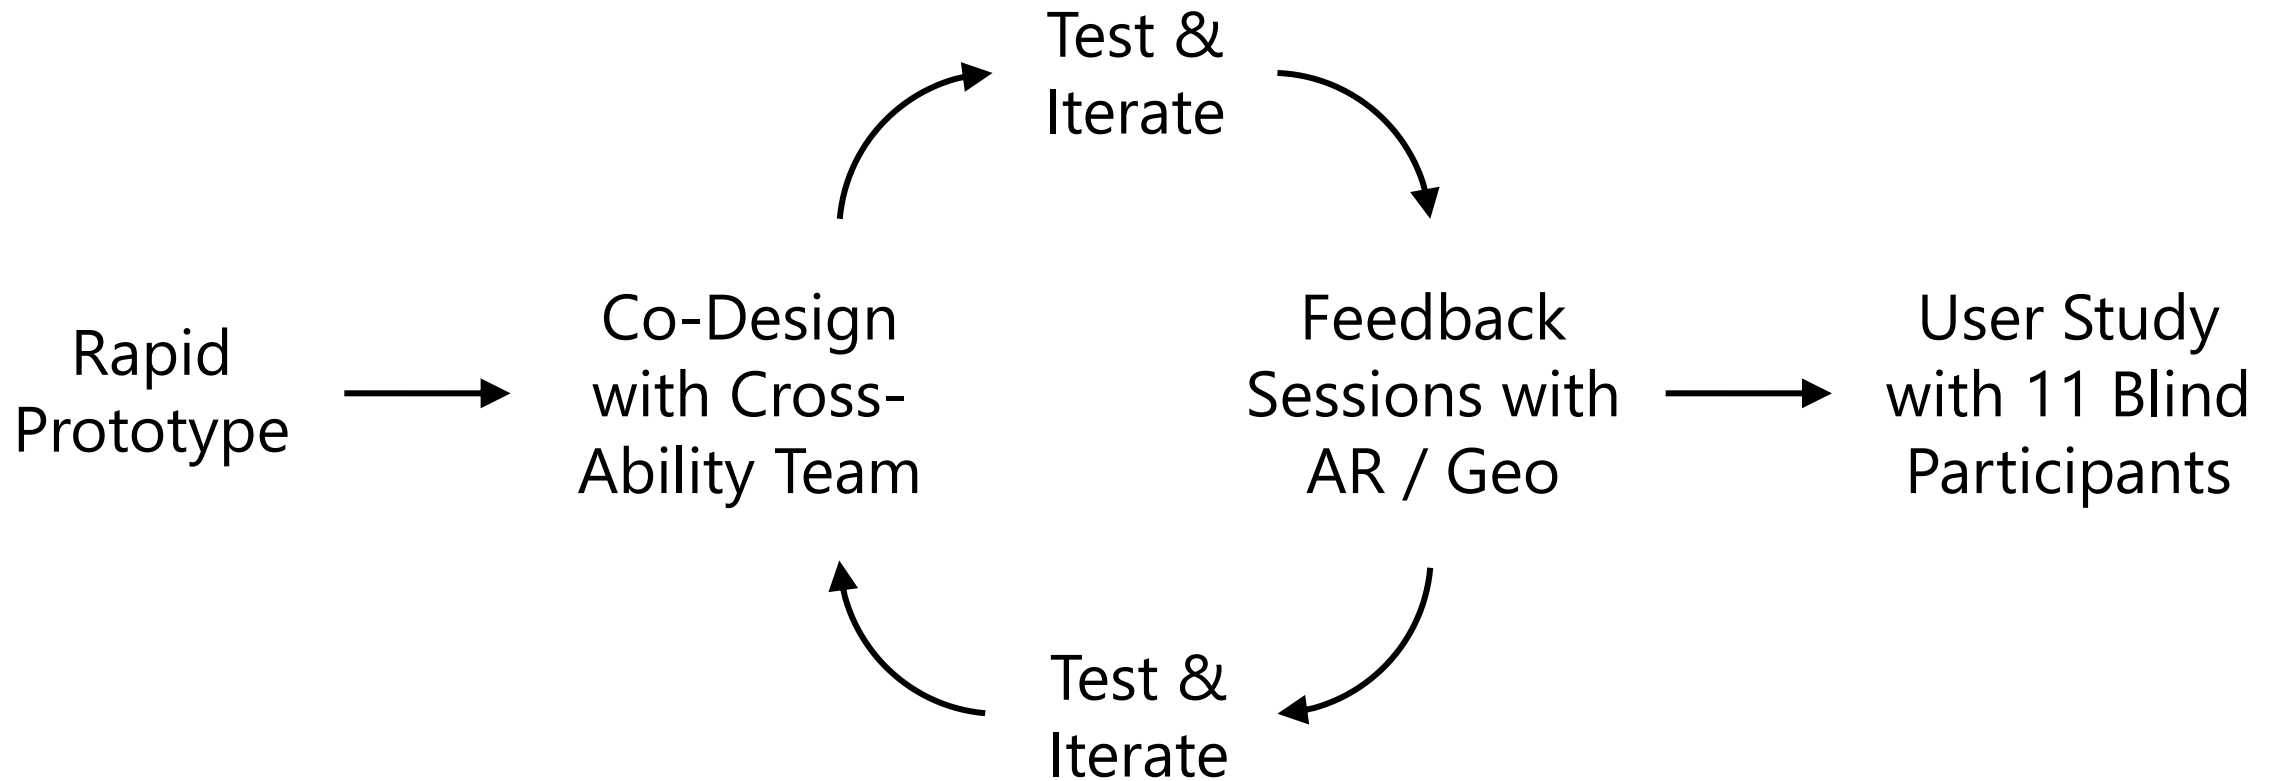 Test &
Iterate
Rapid
Prototype
Co-Design
with Cross-
Ability Team
Feedback
Sessions with
AR / Geo
User Study
with 11 Blind
Participants
Test &
Iterate